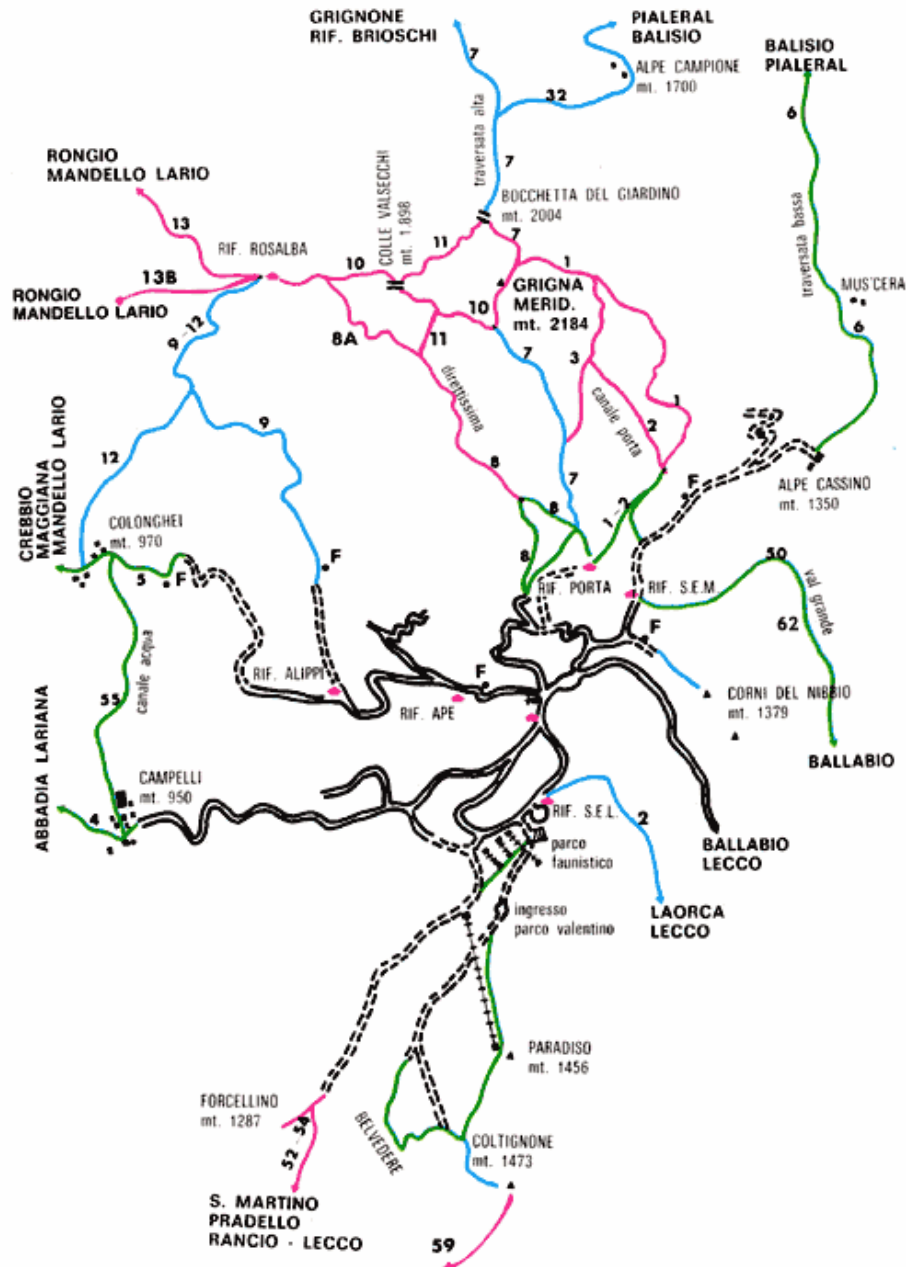 GRIGNONE
RIF. BRIOSCHI
PIALERAL
BALISIO
BALISIO
PIALERAL
7
32
ALPE CAMPIONE
mt. 1700
6
traversata alta
7
RONGIO
MANDELLO LARIO
COLLE VALSECCHI
mt. 1.898
BOCCHETTA DEL GIARDINO
mt. 2004
traversata bassa
13
RIF. ROSALBA
11
7
1
10
13B
RONGIO
MANDELLO LARIO
GRIGNA
MERID.
mt. 2184
MUS'CERA
6
9-12
8A
11
10
7
3
direttissima
canale porta
2
1
9
12
8
7
F
ALPE CASSINO
mt. 1350
CREBBIO
MAGGIANA
MANDELLO LARIO
COLONGHEI
mt. 970
8
1-2
50
5
F
F
8
RIF. PORTA
RIF. S.E.M.
val grande
62
F
canale acqua
RIF. ALIPPI
F
RIF. APE
CORNI DEL NIBBIO
mt. 1379
55
BALLABIO
ABBADIA LARIANA
CAMPELLI
mt. 950
4
RIF. S.E.L.
2
parco
faunistico
BALLABIO
LECCO
ingresso
parco valentino
LAORCA
LECCO
PARADISO
mt. 1456
FORCELLINO
mt. 1287
52-54
BELVEDERE
COLTIGNONE
mt. 1473
S. MARTINO
PRADELLO
RANCIO - LECCO
59